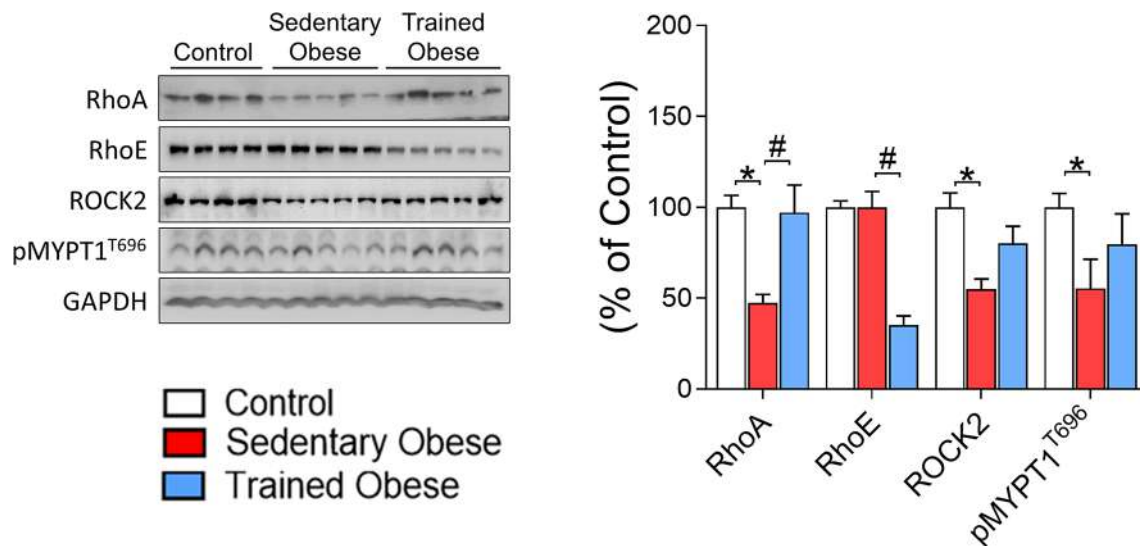 Control
Sedentary
Obese
Trained
Obese
RhoA
RhoE
ROCK2
pMYPT1T696
GAPDH
Control
Sedentary Obese
Trained Obese
(% of Control)
200
150
100
50
0
* #
#
*
*
RhoA
RhoE
ROCK2
pMYPT1T696